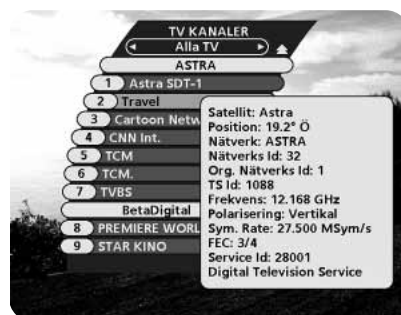 TV KANALER
Alla TV
ASTRA
1 Astra SDT-1
2 Travel
3 Cartoon Netw
4 CNN Int.
5 TCM
6 TCM.
7 TVBS
BetaDigital
8 PREMIERE WORL
9 STAR KINO
Satellit: Astra
Position: 19.2° Ö
Nätverk: ASTRA
Nätverks Id: 32
Org. Nätverks Id: 1
TS Id: 1088
Frekvens: 12.168 GHz
Polarisering: Vertikal
Sym. Rate: 27.500 MSym/s
FEC: 3/4
Service Id: 28001
Digital Television Service